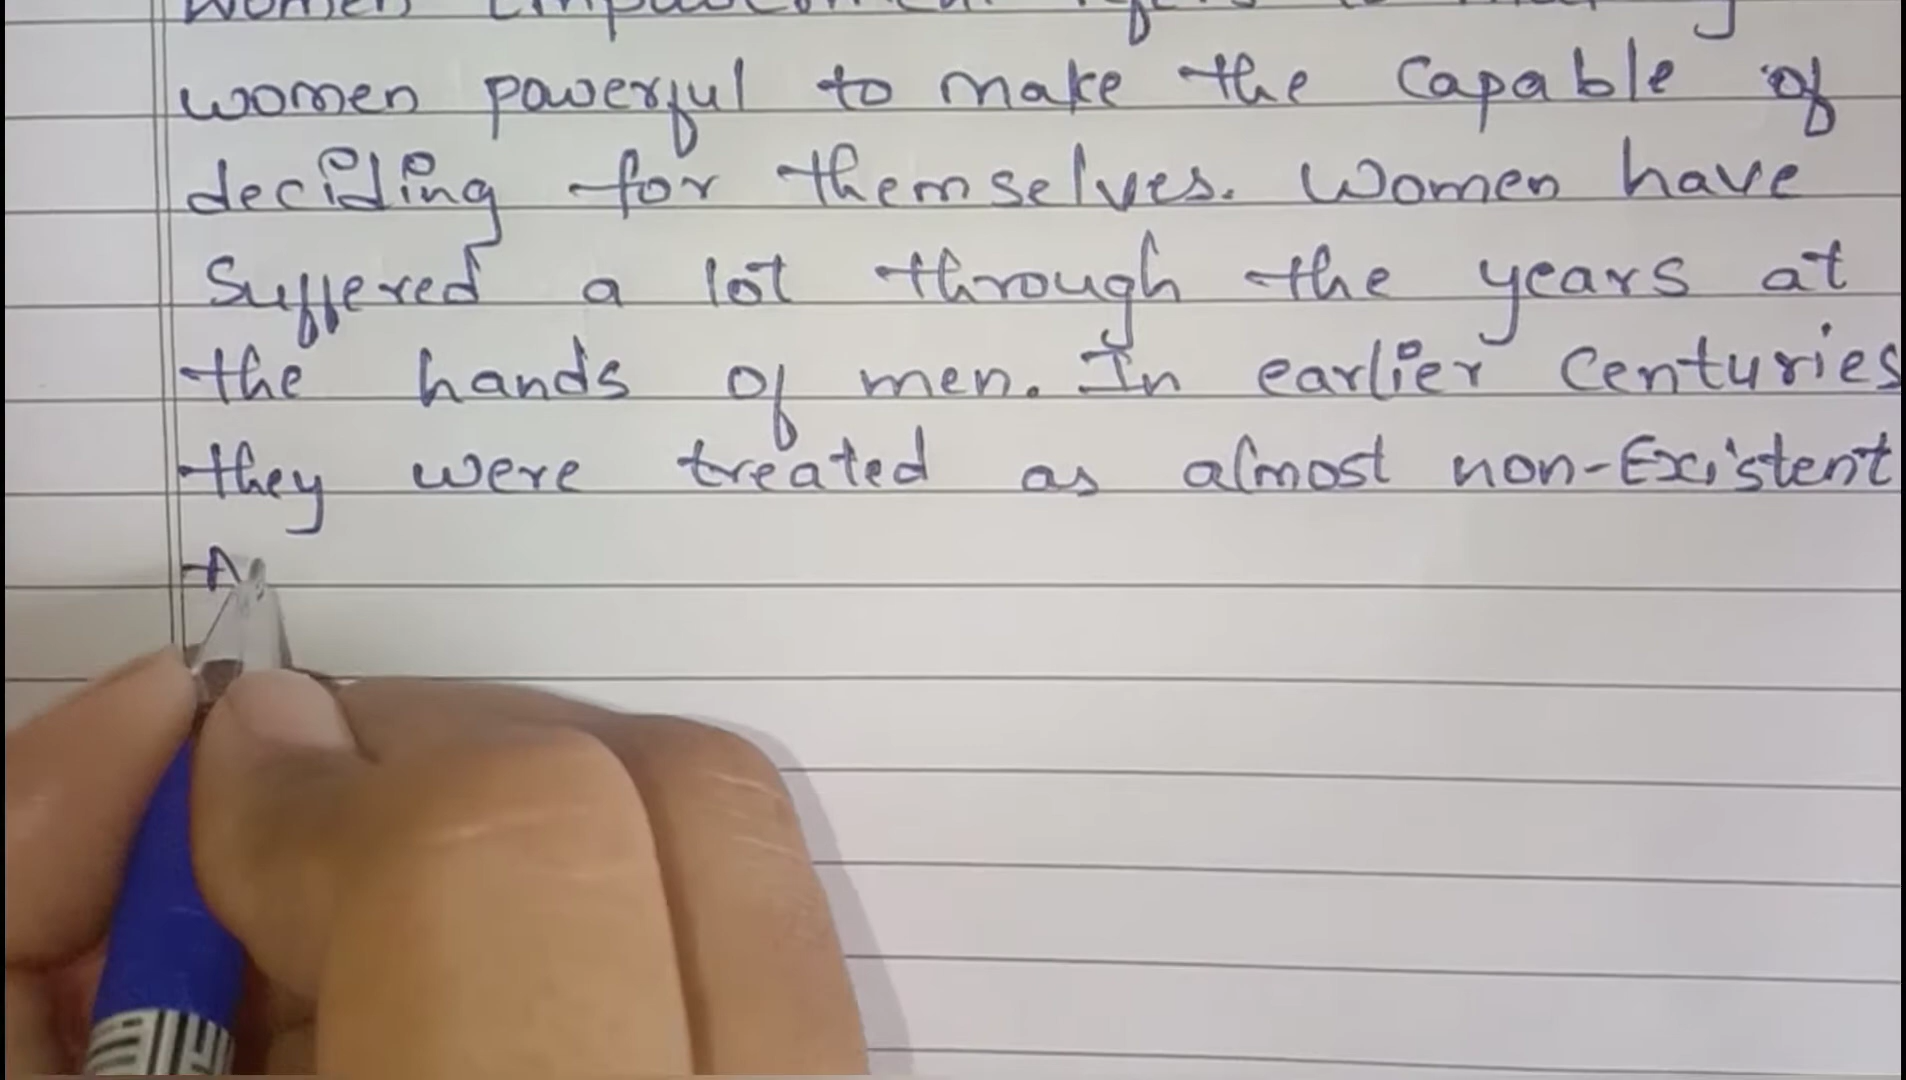 women
women powerful to make the capable of
deciding for themselves. Women have
Suffered a lot through the years at
the hands of men. In earlier centuries
they were treated as almost non-Existent
A